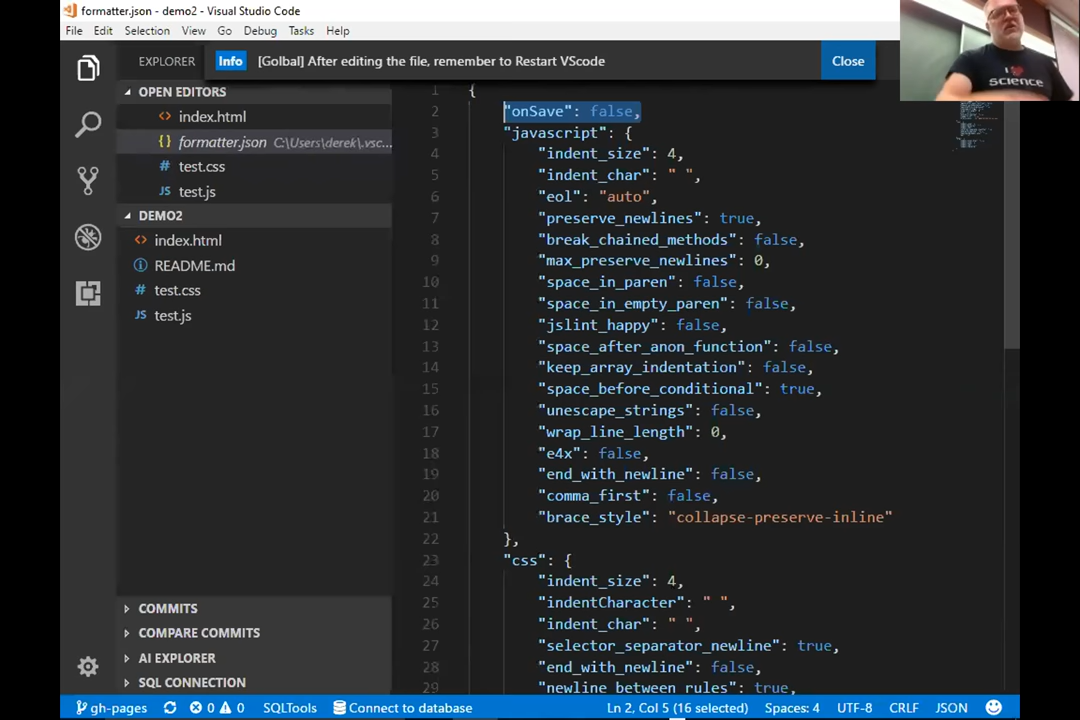 formatter.json - demo2 - Visual Studio Code
File Edit Selection View Go Debug Tasks Help
EXPLORER
Info [Golbal] After editing the file, remember to Restart VScode Close
OPEN EDITORS
index.html
formatter.json C:\Users\derek\.vsc...
test.css
test.js
DEMO2
index.html
README.md
test.css
test.js
COMMITS
COMPARE COMMITS
AI EXPLORER
SQL CONNECTION
1 {
2 "onSave": false,
3 "javascript": {
4 "indent_size": 4,
5 "indent_char": " ",
6 "eol": "auto",
7 "preserve_newlines": true,
8 "break_chained_methods": false,
9 "max_preserve_newlines": 0,
10 "space_in_paren": false,
11 "space_in_empty_paren": false,
12 "jslint_happy": false,
13 "space_after_anon_function": false,
14 "keep_array_indentation": false,
15 "space_before_conditional": true,
16 "unescape_strings": false,
17 "wrap_line_length": 0,
18 "e4x": false,
19 "end_with_newline": false,
20 "comma_first": false,
21 "brace_style": "collapse-preserve-inline"
22 },
23 "css": {
24 "indent_size": 4,
25 "indentCharacter": " ",
26 "indent_char": " ",
27 "selector_separator_newline": true,
28 "end_with_newline": false,
29 "newline_between_rules": true,
gh-pages 0 0 SQLTools Connect to database Ln 2, Col 5 (16 selected) Spaces: 4 UTF-8 CRLF JSON
I
science